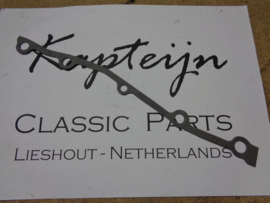 Kapteijn
Classic Parts
Lieshout - Netherlands